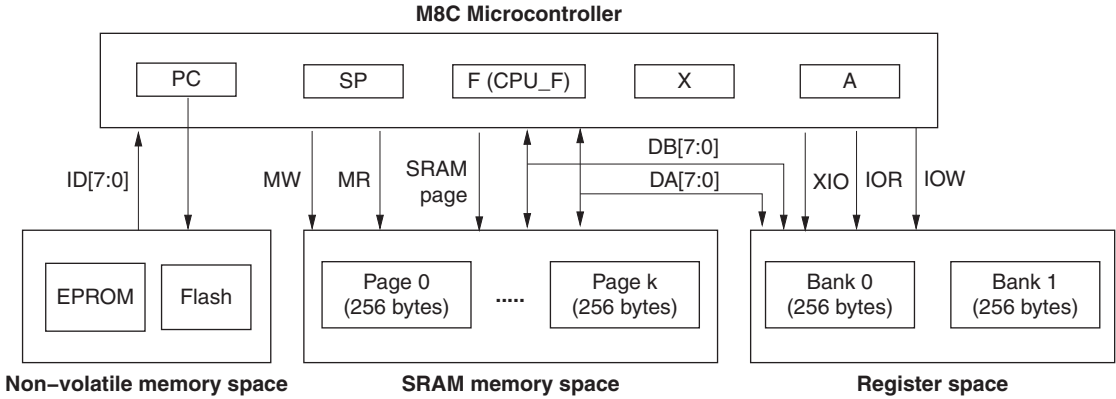 M8C Microcontroller
PC SP F (CPU_F) X A
ID[7:0] MW MR SRAM page DB[7:0] DA[7:0] XIO IOR IOW
EPROM Flash
Page 0 (256 bytes) ..... Page k (256 bytes)
Bank 0 (256 bytes) Bank 1 (256 bytes)
Non–volatile memory space SRAM memory space Register space